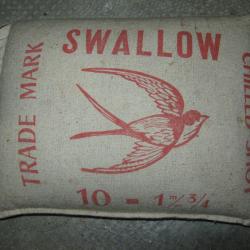 SWALLOW
TRADE MARK
CHILLED SHOT
10 = 1 m/ 3/4